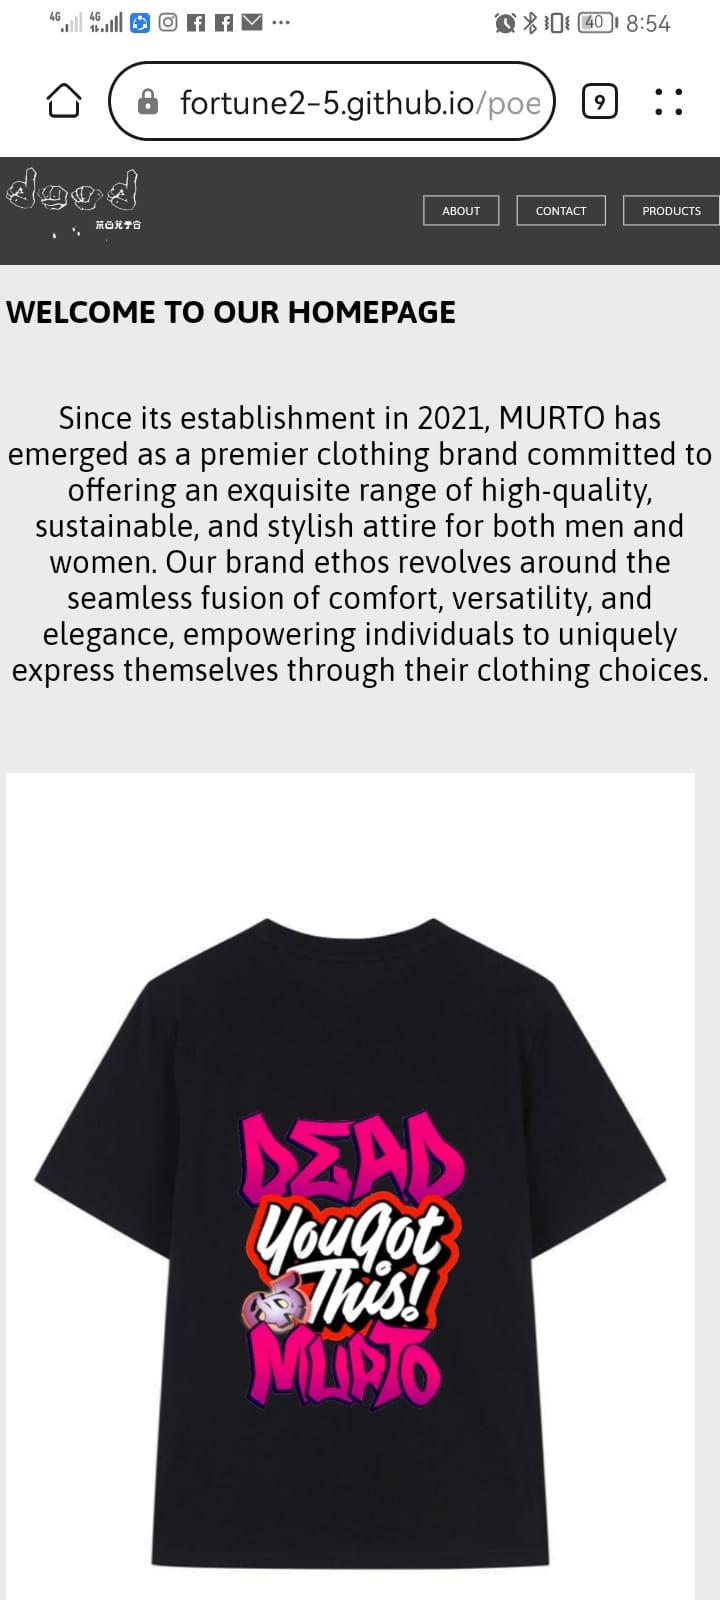 4G 4G 40 8:54
fortune2-5.github.io/poe 9
ABOUT CONTACT PRODUCTS
WELCOME TO OUR HOMEPAGE
Since its establishment in 2021, MURTO has
emerged as a premier clothing brand committed to
offering an exquisite range of high-quality,
sustainable, and stylish attire for both men and
women. Our brand ethos revolves around the
seamless fusion of comfort, versatility, and
elegance, empowering individuals to uniquely
express themselves through their clothing choices.
DEAD
You Got
This!
MURTO